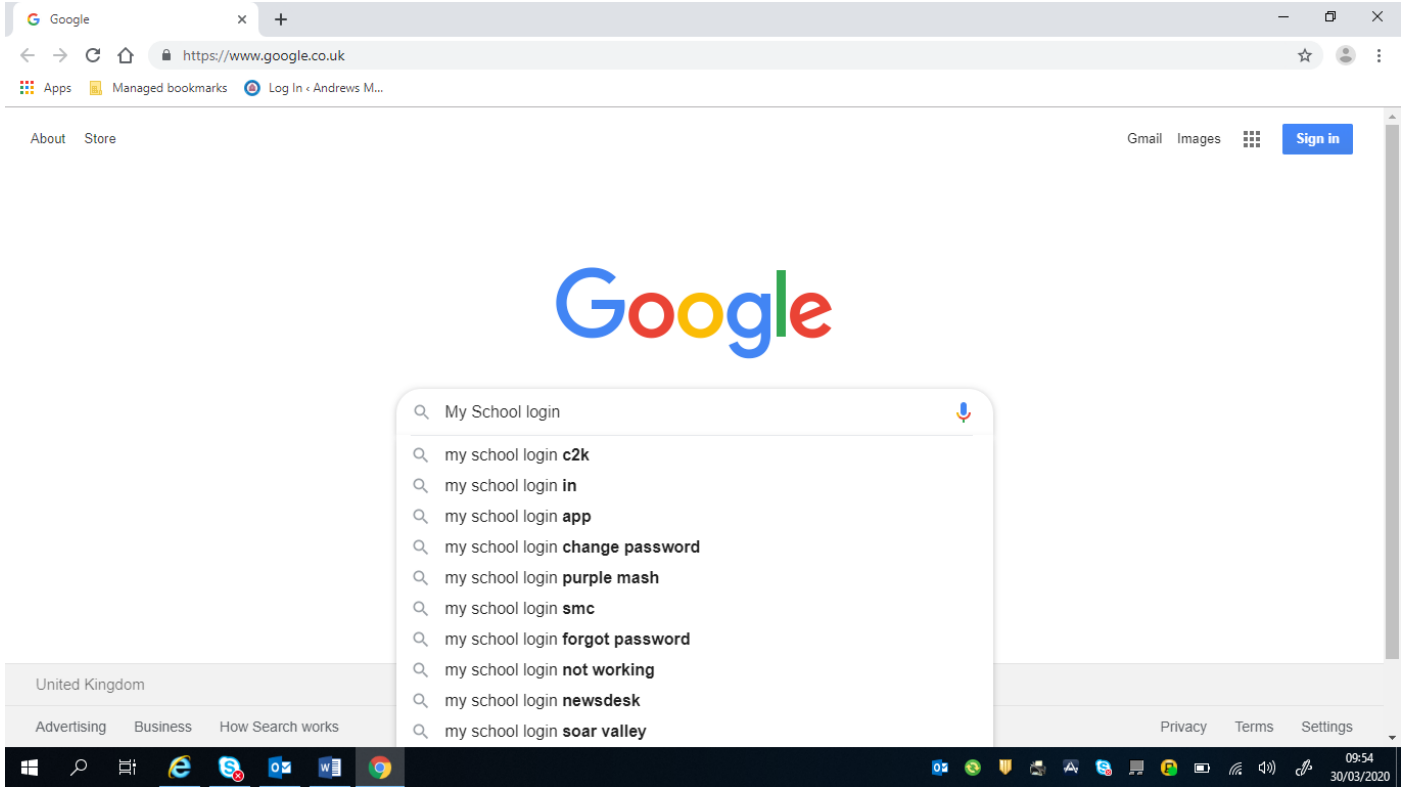 Google
https://www.google.co.uk
Apps Managed bookmarks Log In ‹ Andrews M...
About Store Gmail Images Sign in
Google
My School login
my school login c2k
my school login in
my school login app
my school login change password
my school login purple mash
my school login smc
my school login forgot password
my school login not working
my school login newsdesk
my school login soar valley
United Kingdom
Advertising Business How Search works Privacy Terms Settings
09:54
30/03/2020